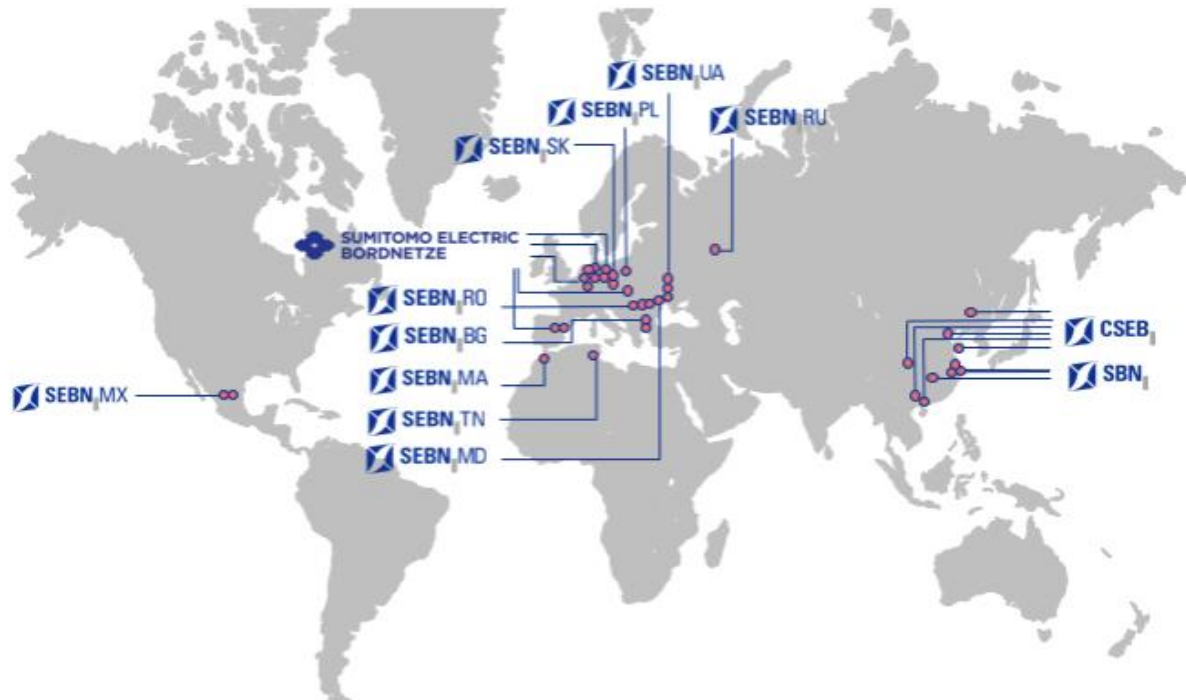 SEBN UA
SEBN PL
SEBN RU
SEBN SK
SUMITOMO ELECTRIC
BORDNETZE
SEBN RO
SEBN BG
CSEB
SEBN MA
SBN
SEBN MX
SEBN TN
SEBN MD